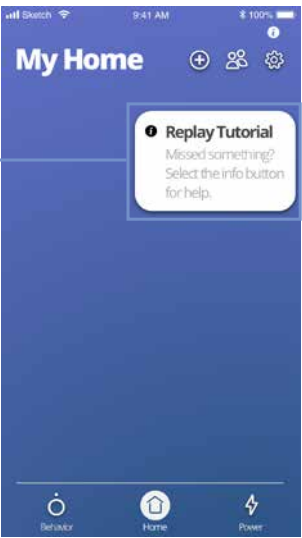 Sketch 9:41 AM 100%
My Home
Replay Tutorial
Missed something?
Select the info button
for help.
Behavior Home Power